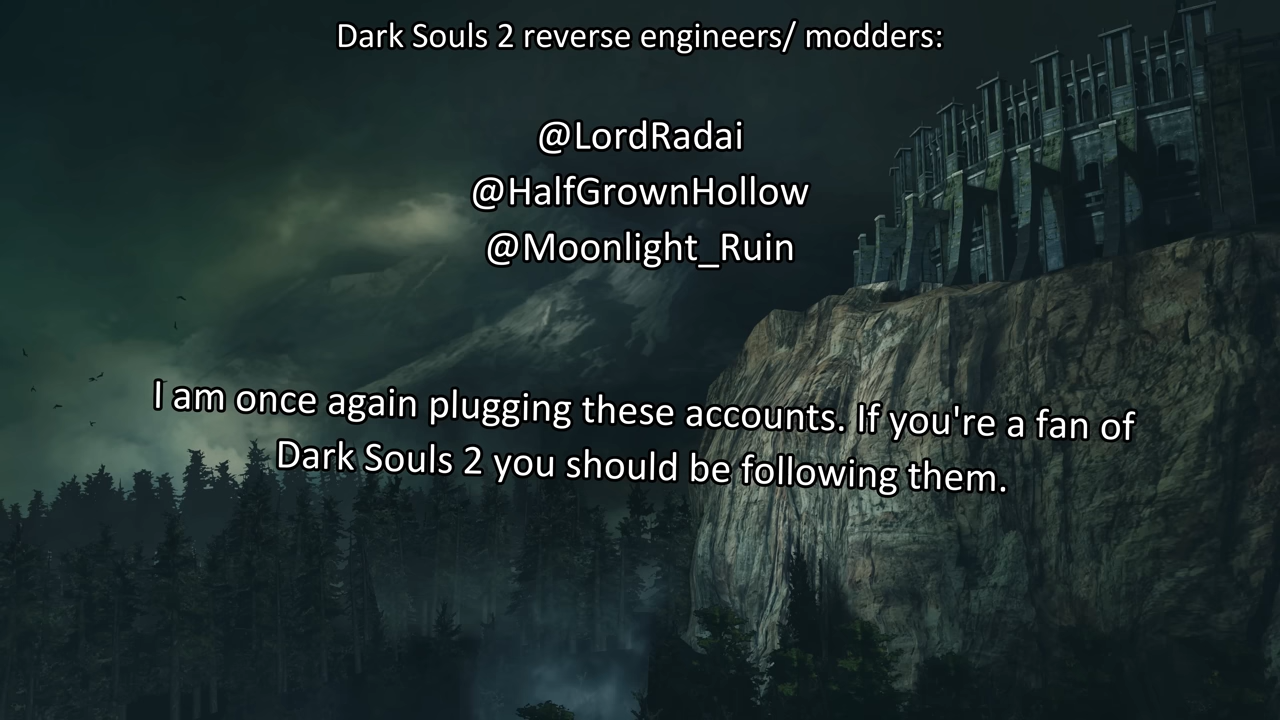 Dark Souls 2 reverse engineers/ modders:
@LordRadai
@HalfGrownHollow
@Moonlight_Ruin
I am once again plugging these accounts. If you're a fan of
Dark Souls 2 you should be following them.